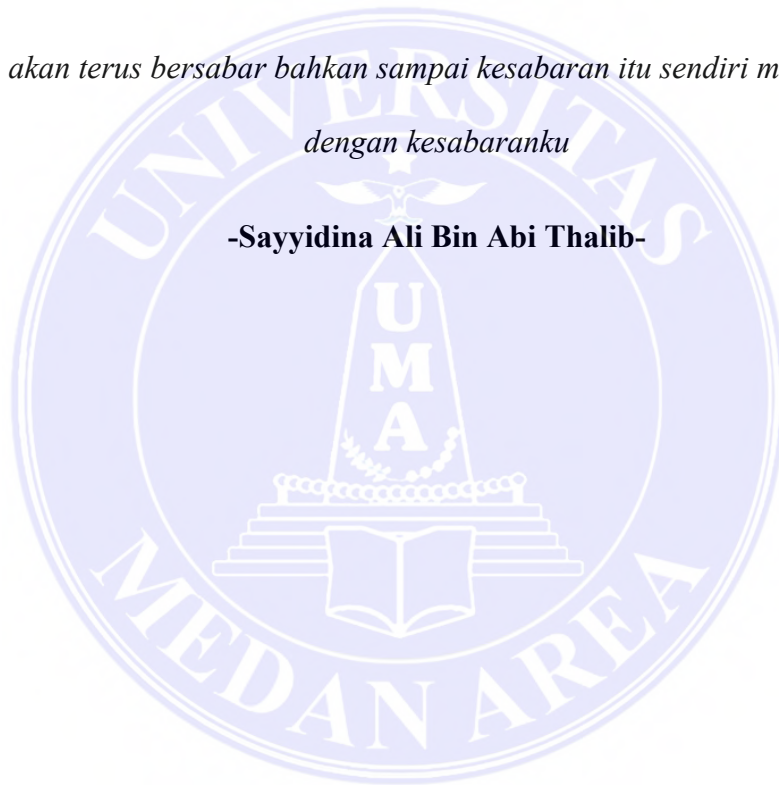 akan terus bersabar bahkan sampai kesabaran itu sendiri m
dengan kesabaranku
-Sayyidina Ali Bin Abi Thalib-
UNIVERSITAS
U
M
A
MEDAN AREA